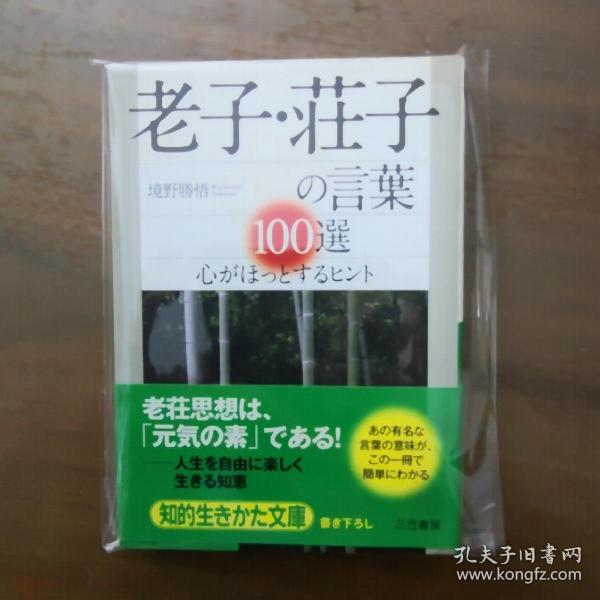 老子・荘子
境野勝悟
の言葉
100選
心がほっとするヒント
老荘思想は、
「元気の素」である!
——人生を自由に楽しく
生きる知恵
あの有名な
言葉の意味が、
この一冊で
簡単にわかる
知的生きかた文庫
書き下ろし
三笠書房
孔夫子旧书网
www.kongfz.com